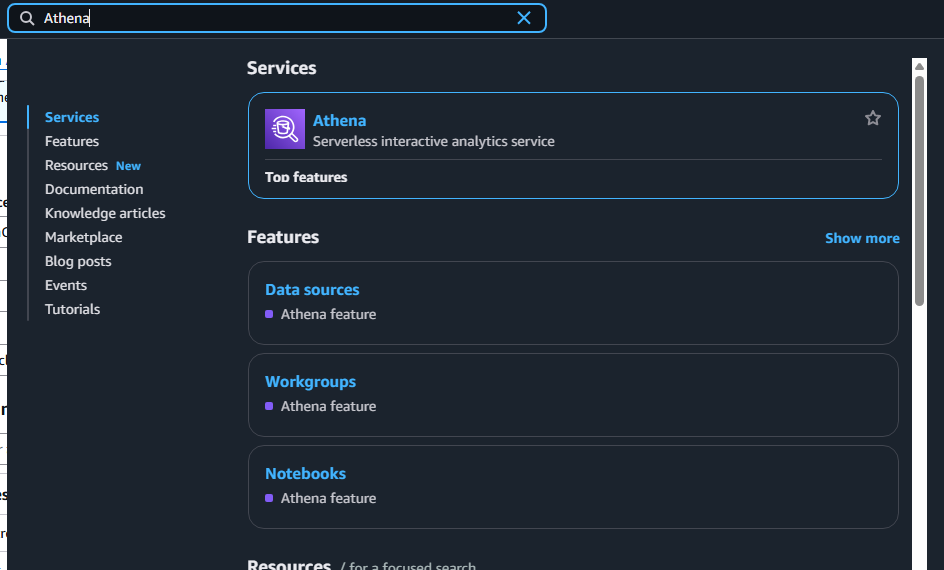 Athena
Services
Features
Resources New
Documentation
Knowledge articles
Marketplace
Blog posts
Events
Tutorials
Services
Athena
Serverless interactive analytics service
Top features
Features
Show more
Data sources
Athena feature
Workgroups
Athena feature
Notebooks
Athena feature
Resources / for a focused search